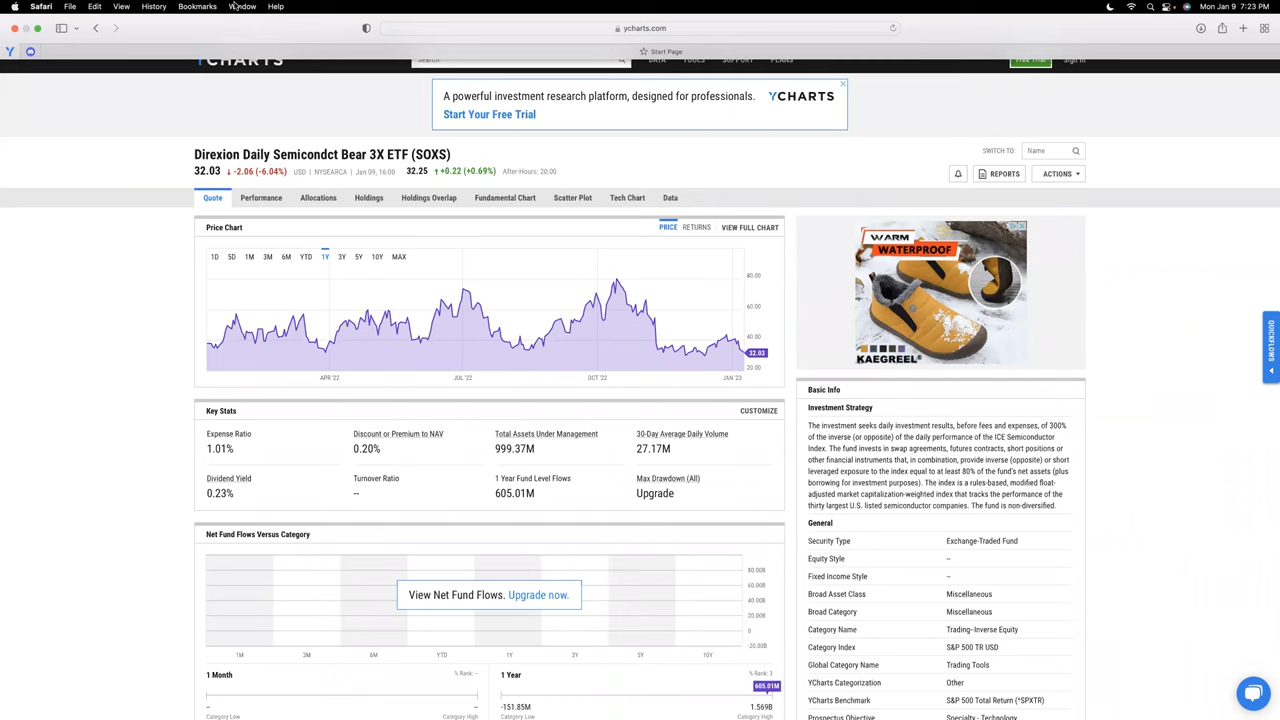 Safari File Edit View History Bookmarks Window Help Mon Jan 9 7:23 PM
ycharts.com
Start Page
YCHARTS Search DATA TOOLS SUPPORT PLANS Free Trial Sign In
A powerful investment research platform, designed for professionals. YCHARTS
Start Your Free Trial
Direxion Daily Semicondct Bear 3X ETF (SOXS)
SWITCH TO: Name
32.03 -2.06 (-6.04%) USD | NYSEARCA | Jan 09, 16:00 32.25 +0.22 (+0.69%) After-Hours: 20:00
REPORTS ACTIONS
Quote Performance Allocations Holdings Holdings Overlap Fundamental Chart Scatter Plot Tech Chart Data
Price Chart PRICE RETURNS VIEW FULL CHART
1D 5D 1M 3M 6M YTD 1Y 3Y 5Y 10Y MAX
80.00
60.00
40.00
32.03
20.00
APR '22 JUL '22 OCT '22 JAN '23
WARM
WATERPROOF
KAEGREEL
QUICKFLOWS
Key Stats CUSTOMIZE
Expense Ratio Discount or Premium to NAV Total Assets Under Management 30-Day Average Daily Volume
1.01% 0.20% 999.37M 27.17M
Dividend Yield Turnover Ratio 1 Year Fund Level Flows Max Drawdown (All)
0.23% -- 605.01M Upgrade
Net Fund Flows Versus Category
80.00B
60.00B
40.00B
20.00B
0
-20.00B
View Net Fund Flows. Upgrade now.
1M 3M 6M YTD 1Y 3Y 5Y 10Y
1 Month % Rank: -- 1 Year % Rank: 3
605.01M
-- -- -151.85M 1.569B
Category Low Category High Category Low Category High
Basic Info
Investment Strategy
The investment seeks daily investment results, before fees and expenses, of 300%
of the inverse (or opposite) of the daily performance of the ICE Semiconductor
Index. The fund invests in swap agreements, futures contracts, short positions or
other financial instruments that, in combination, provide inverse (opposite) or short
leveraged exposure to the index equal to at least 80% of the fund's net assets (plus
borrowing for investment purposes). The index is a rules-based, modified float-
adjusted market capitalization-weighted index that tracks the performance of the
thirty largest U.S. listed semiconductor companies. The fund is non-diversified.
General
Security Type Exchange-Traded Fund
Equity Style --
Fixed Income Style --
Broad Asset Class Miscellaneous
Broad Category Miscellaneous
Category Name Trading--Inverse Equity
Category Index S&P 500 TR USD
Global Category Name Trading Tools
YCharts Categorization Other
YCharts Benchmark S&P 500 Total Return (^SPXTR)
Prospectus Objective Specialty - Technology